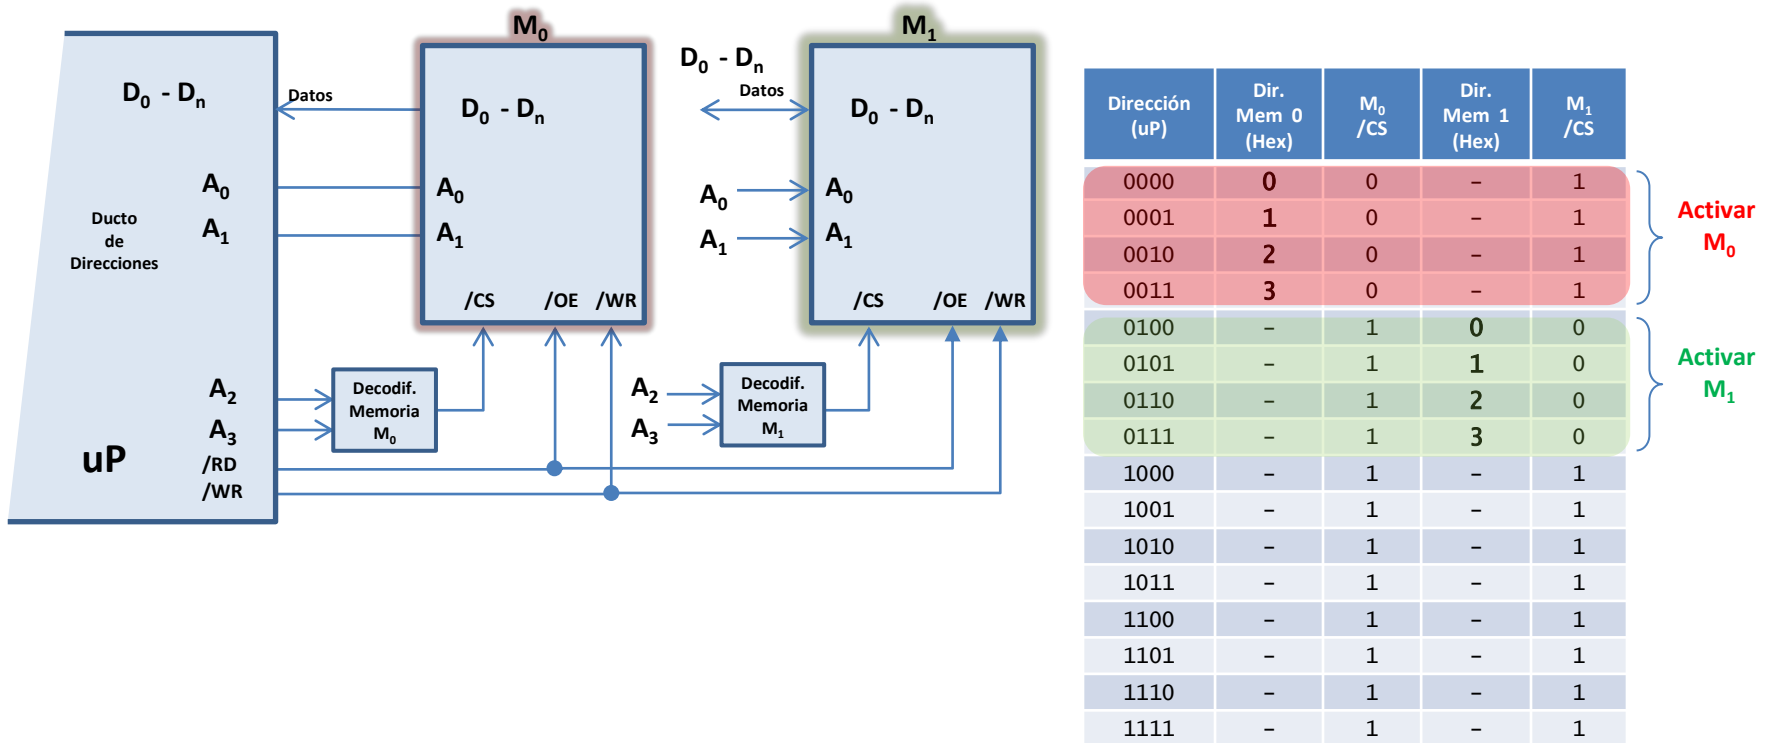 M0
M1
D0 - Dn
Datos
D0 - Dn
D0 - Dn
Datos
D0 - Dn
A0
A0
A0
A0
Ducto
de
Direcciones
A1
A1
A1
A1
/CS /OE /WR
/CS /OE /WR
A2
A3
Decodif.
Memoria
M0
A2
A3
Decodif.
Memoria
M1
uP
/RD
/WR
Dirección (uP) Dir. Mem 0 (Hex) M0 /CS Dir. Mem 1 (Hex) M1 /CS
0000 0 0 – 1
0001 1 0 – 1
0010 2 0 – 1
0011 3 0 – 1
0100 – 1 0 0
0101 – 1 1 0
0110 – 1 2 0
0111 – 1 3 0
1000 – 1 – 1
1001 – 1 – 1
1010 – 1 – 1
1011 – 1 – 1
1100 – 1 – 1
1101 – 1 – 1
1110 – 1 – 1
1111 – 1 – 1
Activar
M0
Activar
M1